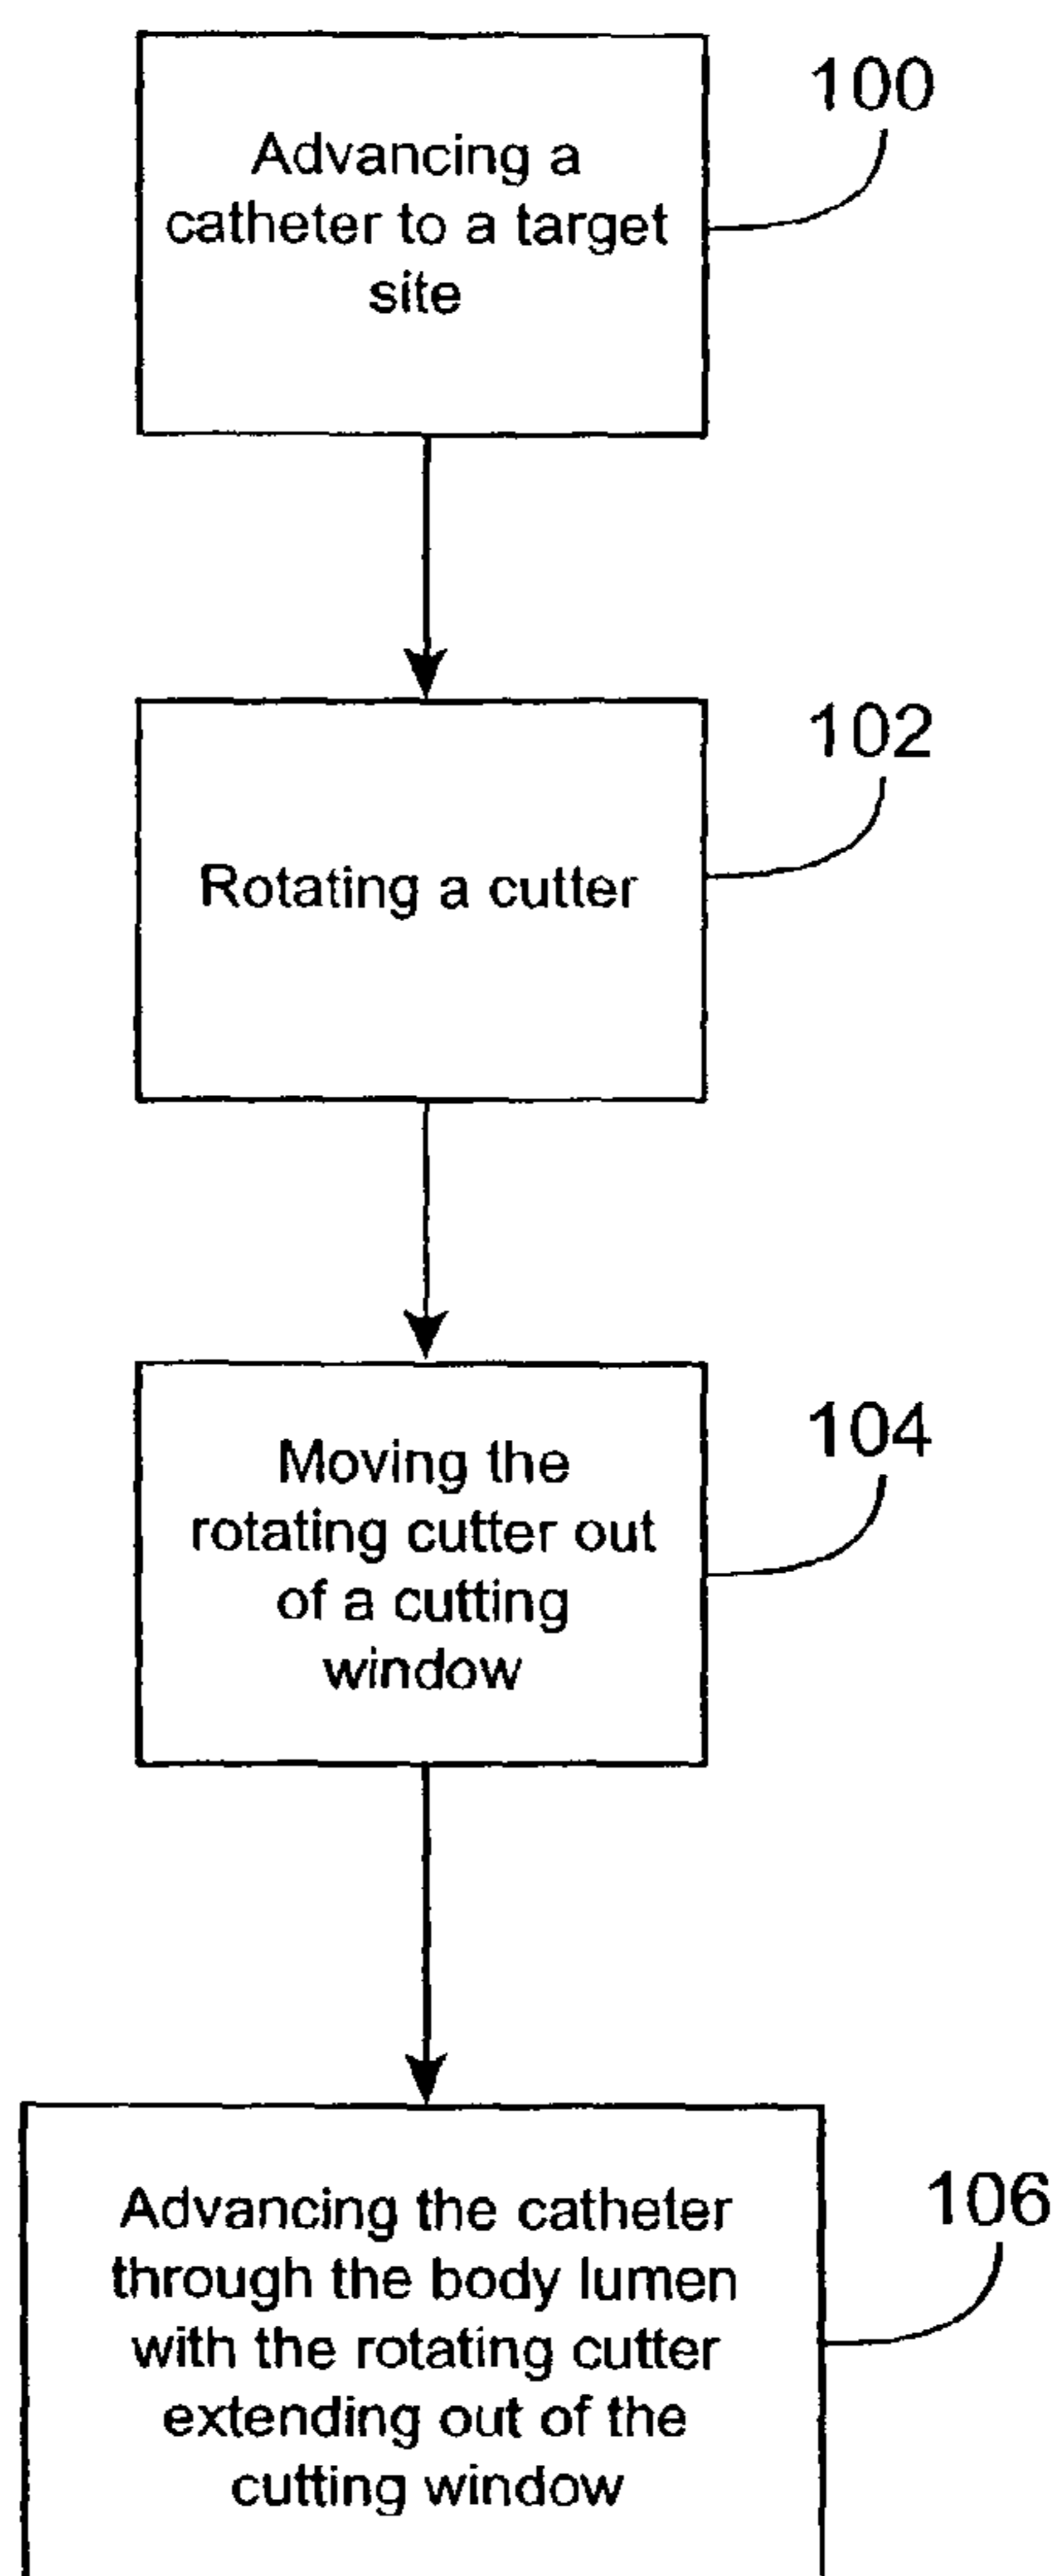 100
Advancing a
catheter to a target
site
102
Rotating a cutter
104
Moving the
rotating cutter out
of a cutting
window
106
Advancing the catheter
through the body lumen
with the rotating cutter
extending out of the
cutting window